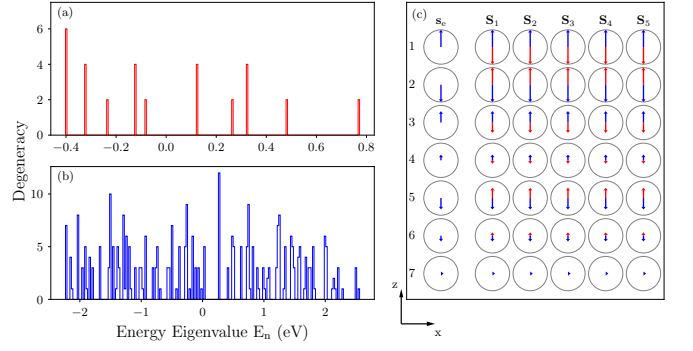 (a)
6
4
2
0
−0.4 −0.2 0.0 0.2 0.4 0.6 0.8
Degeneracy
(b)
10
5
0
−2 −1 0 1 2
Energy Eigenvalue Eₙ (eV)
(c) sₑ S₁ S₂ S₃ S₄ S₅
1
2
3
4
5
6
7
z
x